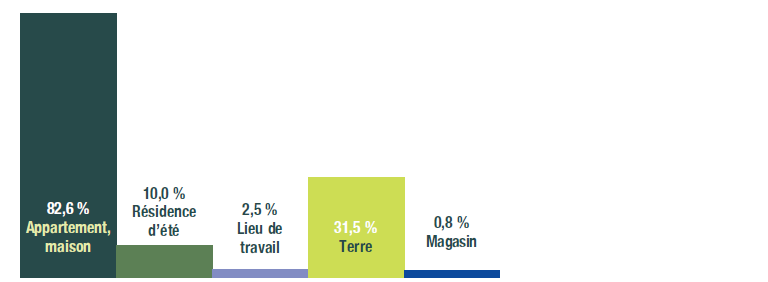 82,6 %
Appartement,
maison
10,0 %
Résidence
d’été
2,5 %
Lieu de
travail
31,5 %
Terre
0,8 %
Magasin